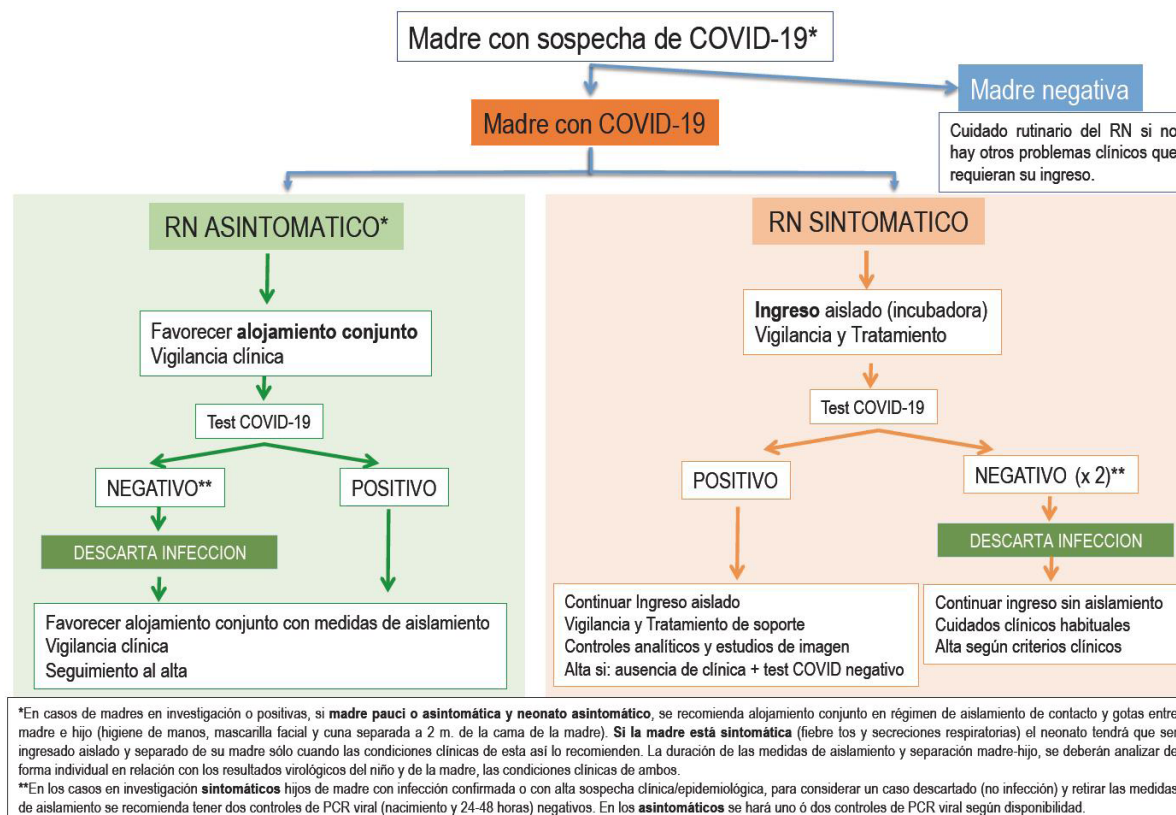 Madre con sospecha de COVID-19*
Madre negativa
Madre con COVID-19
Cuidado rutinario del RN si no
hay otros problemas clínicos que
requieran su ingreso.
RN ASINTOMATICO*
Favorecer alojamiento conjunto
Vigilancia clínica
Test COVID-19
NEGATIVO**
POSITIVO
DESCARTA INFECCION
Favorecer alojamiento conjunto con medidas de aislamiento
Vigilancia clínica
Seguimiento al alta
RN SINTOMATICO
Ingreso aislado (incubadora)
Vigilancia y Tratamiento
Test COVID-19
POSITIVO
NEGATIVO (x 2)**
DESCARTA INFECCION
Continuar Ingreso aislado
Vigilancia y Tratamiento de soporte
Controles analíticos y estudios de imagen
Alta si: ausencia de clínica + test COVID negativo
Continuar ingreso sin aislamiento
Cuidados clínicos habituales
Alta según criterios clínicos
*En casos de madres en investigación o positivas, si madre pauci o asintomática y neonato asintomático, se recomienda alojamiento conjunto en régimen de aislamiento de contacto y gotas entre
madre e hijo (higiene de manos, mascarilla facial y cuna separada a 2 m. de la cama de la madre). Si la madre está sintomática (fiebre tos y secreciones respiratorias) el neonato tendrá que ser
ingresado aislado y separado de su madre sólo cuando las condiciones clínicas de esta así lo recomienden. La duración de las medidas de aislamiento y separación madre-hijo, se deberán analizar de
forma individual en relación con los resultados virológicos del niño y de la madre, las condiciones clínicas de ambos.
**En los casos en investigación sintomáticos hijos de madre con infección confirmada o con alta sospecha clínica/epidemiológica, para considerar un caso descartado (no infección) y retirar las medidas
de aislamiento se recomienda tener dos controles de PCR viral (nacimiento y 24-48 horas) negativos. En los asintomáticos se hará uno ó dos controles de PCR viral según disponibilidad.